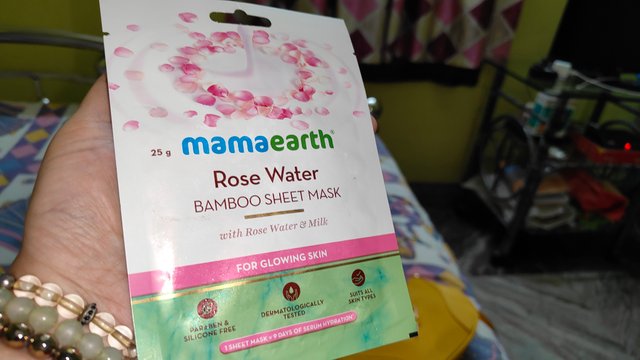 25 g
mamaearth®
Rose Water
BAMBOO SHEET MASK
with Rose Water & Milk
FOR GLOWING SKIN
PARABEN &
SILICONE FREE
DERMATOLOGICALLY
TESTED
SUITS ALL
SKIN TYPES
1 SHEET MASK = 9 DAYS OF SERUM HYDRATION*